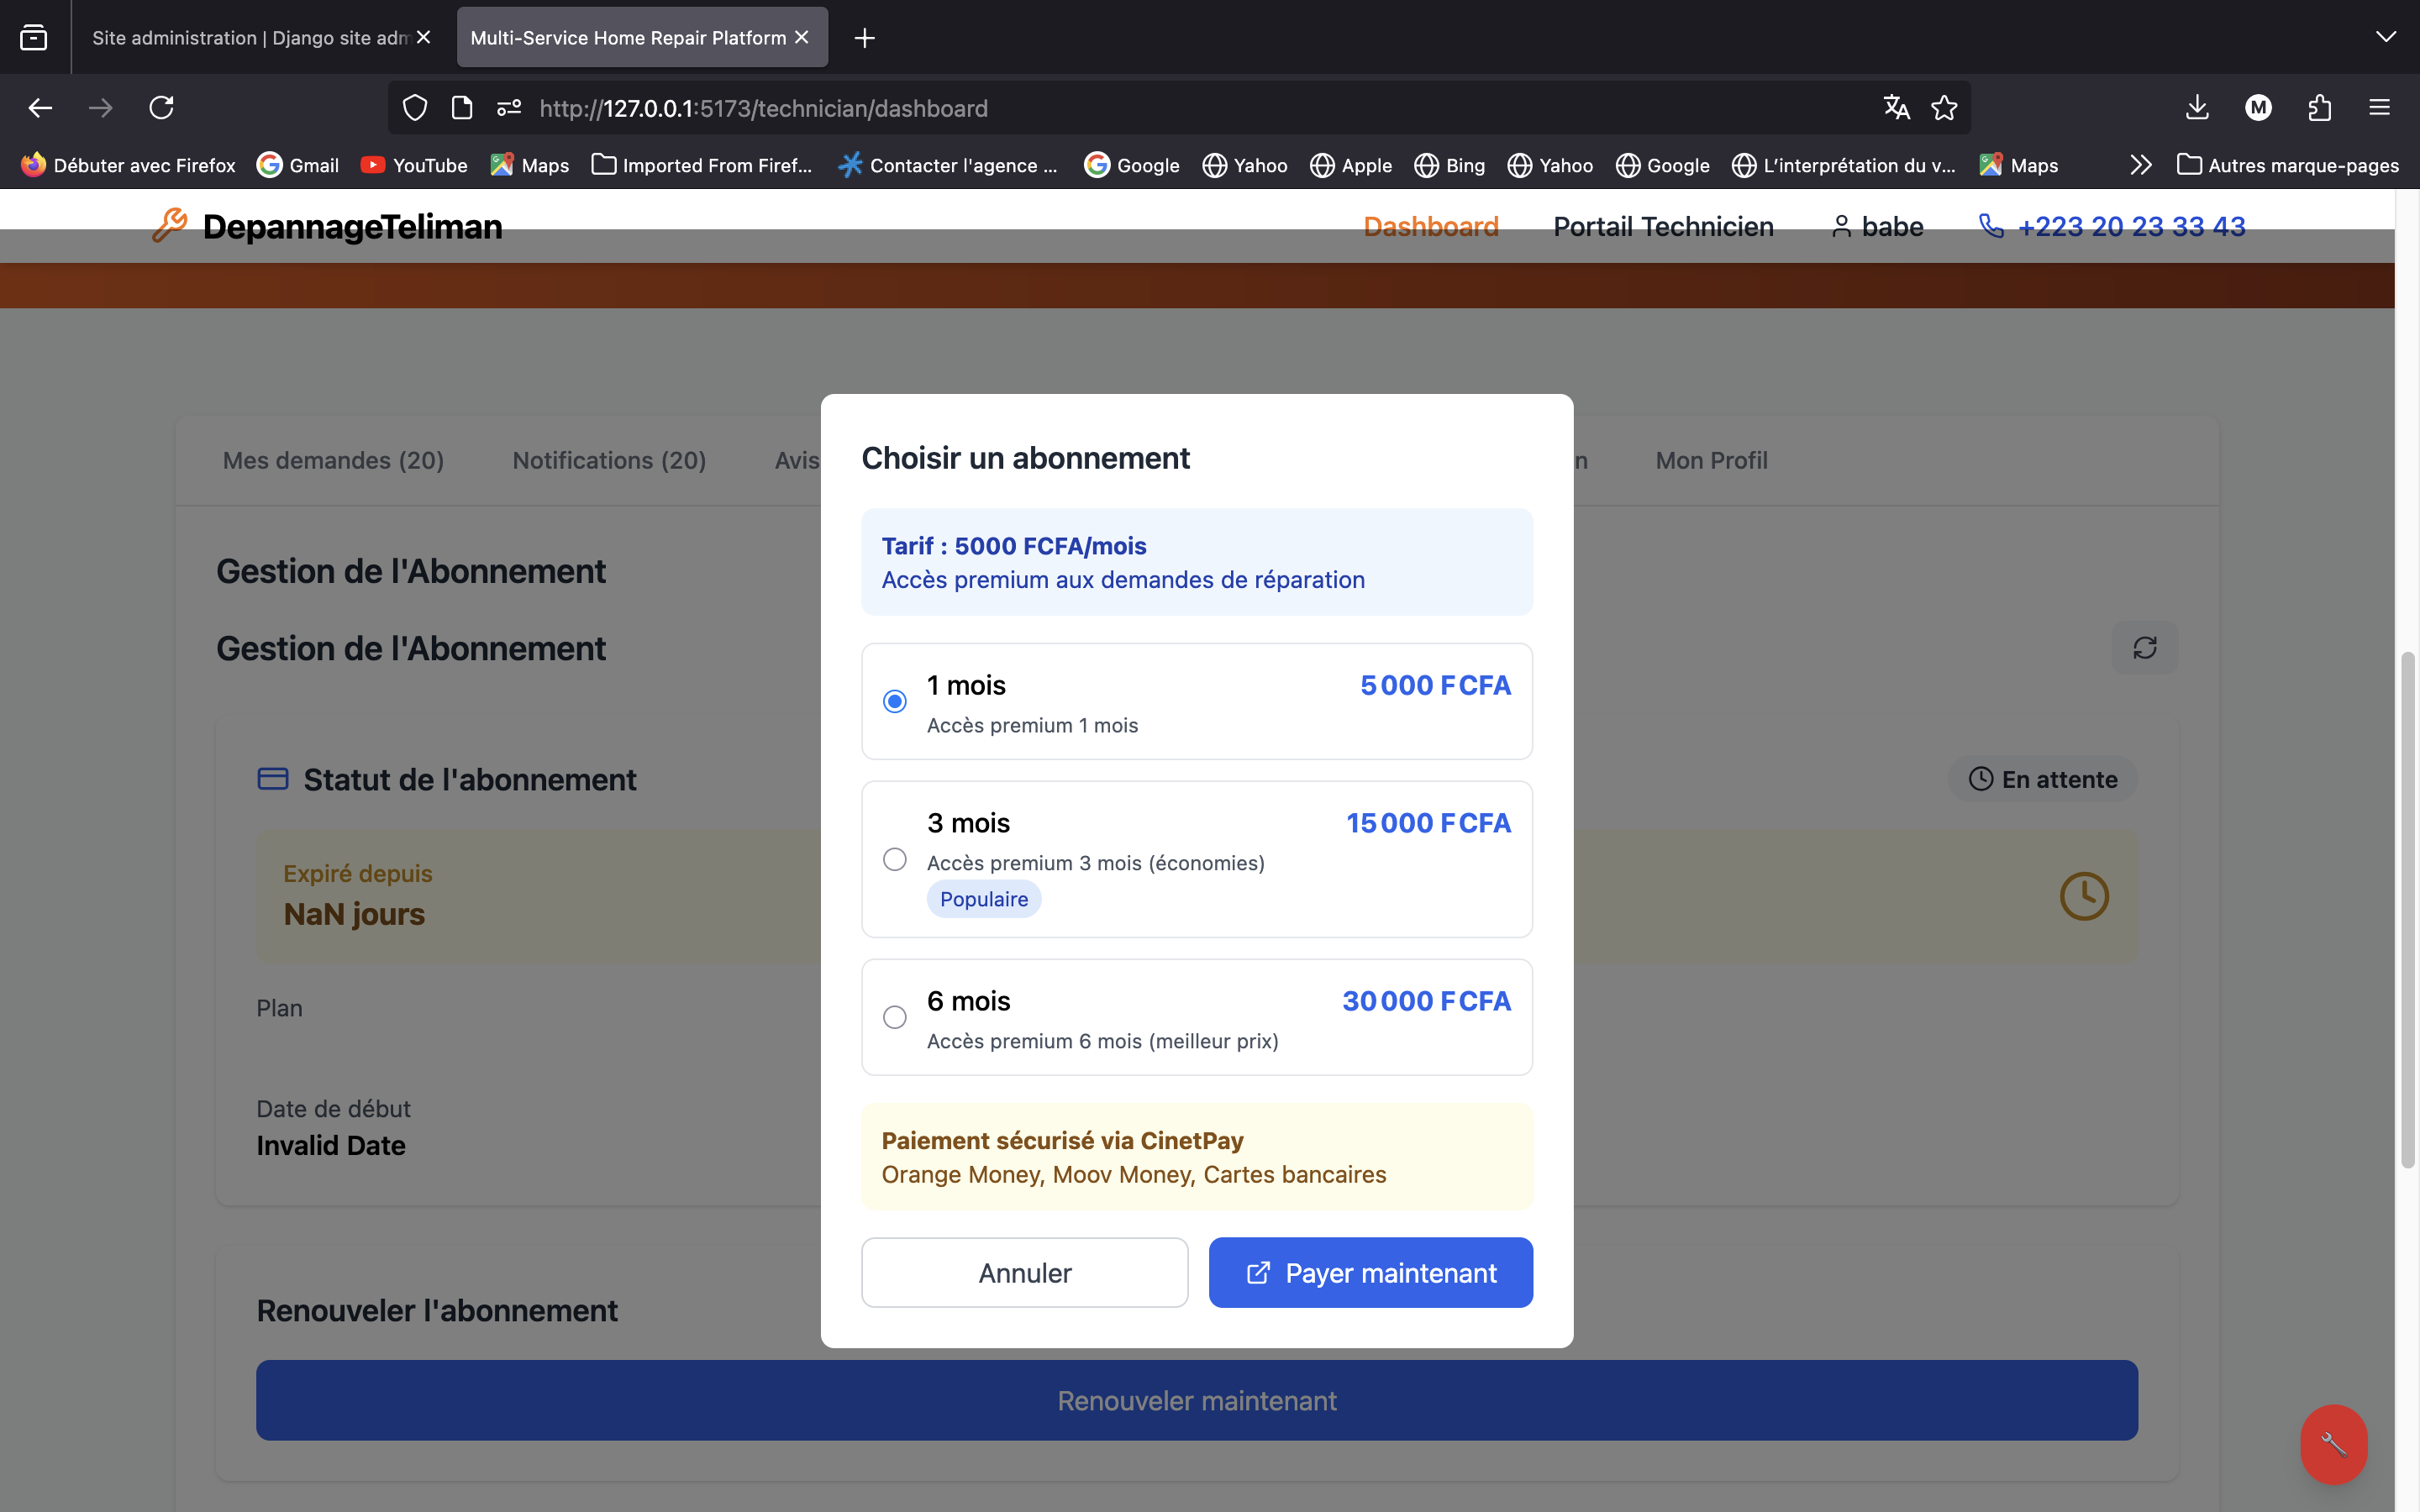 Site administration | Django site adm
Multi-Service Home Repair Platform
http://127.0.0.1:5173/technician/dashboard
M
Débuter avec Firefox
Gmail
YouTube
Maps
Imported From Firef...
Contacter l'agence ...
Google
Yahoo
Apple
Bing
Yahoo
Google
L'interprétation du v...
Maps
Autres marque-pages
DepannageTeliman
Dashboard
Portail Technicien
babe
+223 20 23 33 43
Mes demandes (20)
Notifications (20)
Avis
n
Mon Profil
Gestion de l'Abonnement
Gestion de l'Abonnement
Statut de l'abonnement
En attente
Expiré depuis
NaN jours
Plan
Date de début
Invalid Date
Renouveler l'abonnement
Renouveler maintenant
Choisir un abonnement
Tarif : 5000 FCFA/mois
Accès premium aux demandes de réparation
1 mois
5 000 F CFA
Accès premium 1 mois
3 mois
15 000 F CFA
Accès premium 3 mois (économies)
Populaire
6 mois
30 000 F CFA
Accès premium 6 mois (meilleur prix)
Paiement sécurisé via CinetPay
Orange Money, Moov Money, Cartes bancaires
Annuler
Payer maintenant